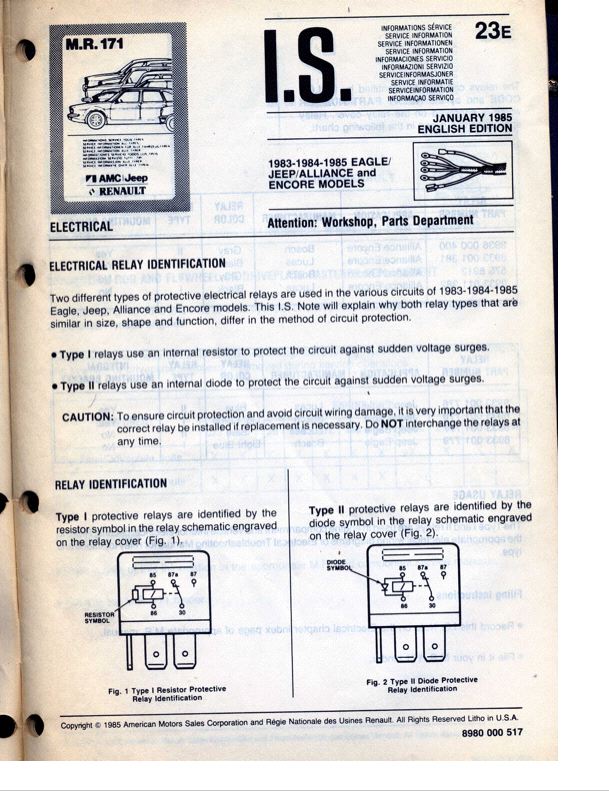 M.R. 171
AMC Jeep
RENAULT
I.S.
INFORMATIONS SERVICE
SERVICE INFORMATION
SERVICE INFORMATIONEN
SERVICE INFORMATION
INFORMACIONES SERVICIO
INFORMAZIONI SERVIZIO
SERVICEINFORMASJONER
SERVICE INFORMATIE
SERVICEINFORMATION
INFORMAÇAO SERVIÇO
23E
JANUARY 1985
ENGLISH EDITION
1983-1984-1985 EAGLE/
JEEP/ALLIANCE and
ENCORE MODELS
ELECTRICAL
Attention: Workshop, Parts Department
ELECTRICAL RELAY IDENTIFICATION
Two different types of protective electrical relays are used in the various circuits of 1983-1984-1985
Eagle, Jeep, Alliance and Encore models. This I.S. Note will explain why both relay types that are
similar in size, shape and function, differ in the method of circuit protection.
● Type I relays use an internal resistor to protect the circuit against sudden voltage surges.
● Type II relays use an internal diode to protect the circuit against sudden voltage surges.
CAUTION: To ensure circuit protection and avoid circuit wiring damage, it is very important that the
correct relay be installed if replacement is necessary. Do NOT interchange the relays at
any time.
RELAY IDENTIFICATION
Type I protective relays are identified by the
resistor symbol in the relay schematic engraved
on the relay cover (Fig. 1).
85 87a 87
RESISTOR
SYMBOL
86 30
Fig. 1 Type I Resistor Protective
Relay Identification
Type II protective relays are identified by the
diode symbol in the relay schematic engraved
on the relay cover (Fig. 2).
DIODE
SYMBOL
85 87a 87
86 30
Fig. 2 Type II Diode Protective
Relay Identification
Copyright © 1985 American Motors Sales Corporation and Régie Nationale des Usines Renault. All Rights Reserved Litho in U.S.A.
8980 000 517